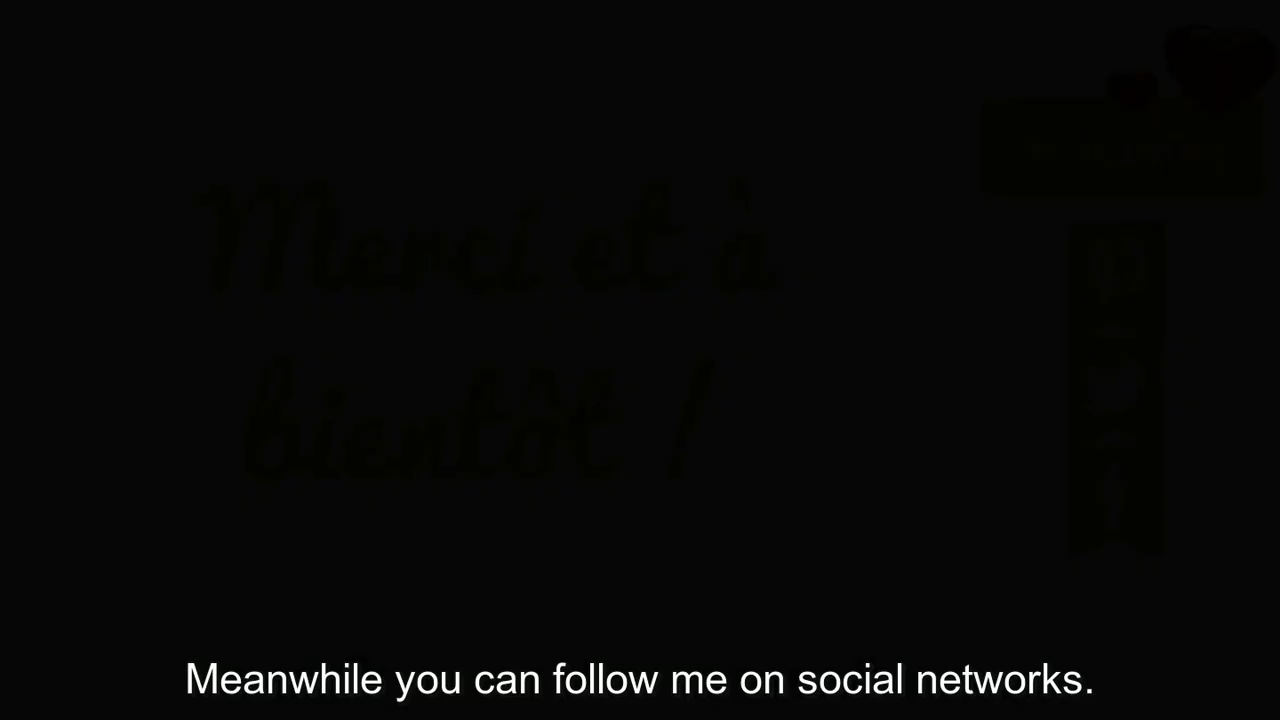 Merci et à
bientôt !
Meanwhile you can follow me on social networks.